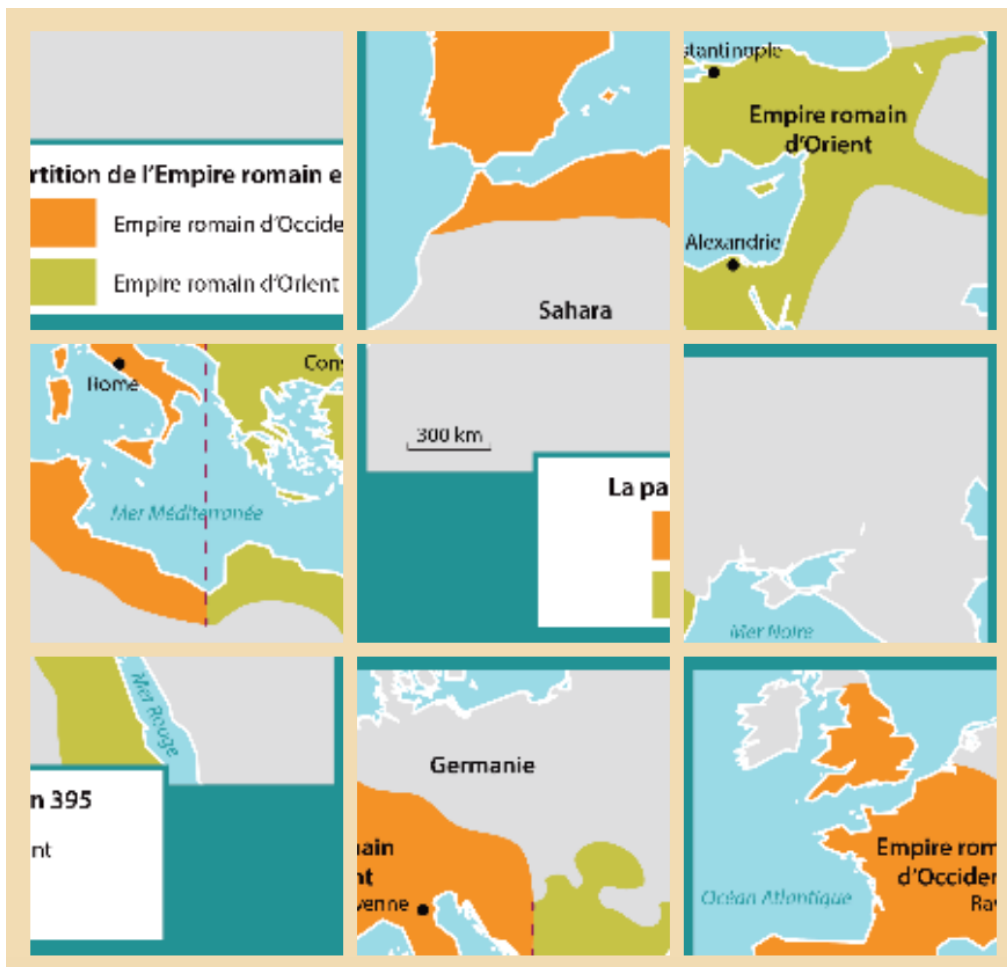 rtition de l'Empire romain e
Empire romain d'Occide
Empire romain d'Orient
Sahara
stantinople
Empire romain
d'Orient
Alexandrie
Rome
Con
Mer Méditerranée
300 km
La pa
Mer Noire
Mer Rouge
n 395
nt
Germanie
ain
nt
venne
Empire rom
d'Occiden
Ra
Océan Atlantique